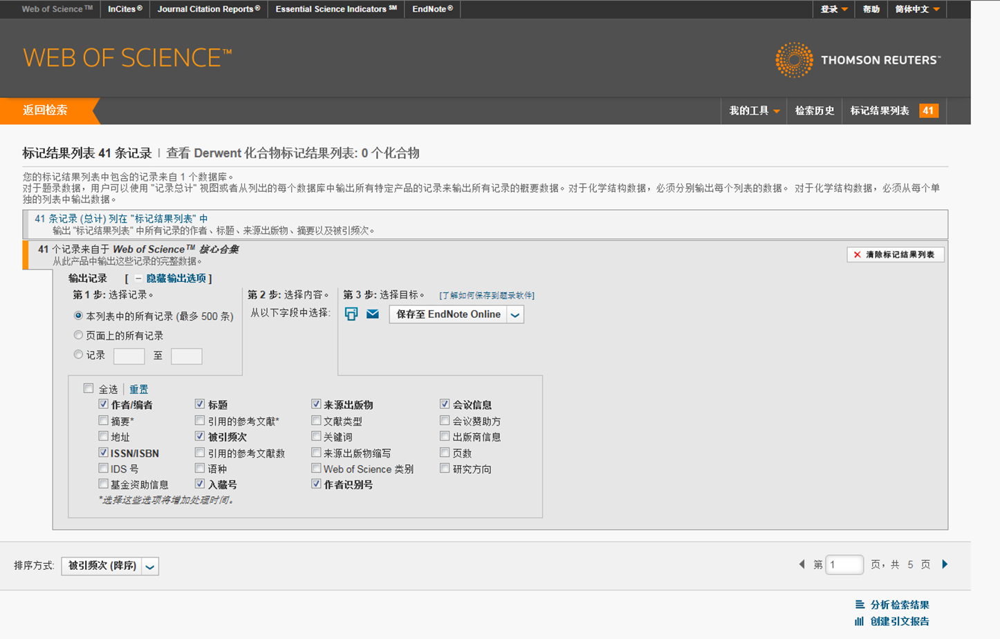 Web of Science™ InCites® Journal Citation Reports® Essential Science Indicators ℠ EndNote® 登录 帮助 简体中文
WEB OF SCIENCE™ THOMSON REUTERS™
返回检索 我的工具 检索历史 标记结果列表 41
标记结果列表 41 条记录 | 查看 Derwent 化合物标记结果列表: 0 个化合物
您的标记结果列表中包含的记录来自 1 个数据库。
对于题录数据，用户可以使用 "记录总计" 视图或者从列出的每个数据库中输出所有特定产品的记录来输出所有记录的概要数据。对于化学结构数据，必须分别输出每个列表的数据。 对于化学结构数据，必须从每个单
独的列表中输出数据。
41 条记录 (总计) 列在 "标记结果列表" 中
输出 "标记结果列表" 中所有记录的作者、标题、来源出版物、摘要以及被引频次。
41 个记录来自于 Web of Science™ 核心合集
从此产品中输出这些记录的完整数据。
清除标记结果列表
输出记录 [ − 隐藏输出选项 ]
第 1 步: 选择记录。 第 2 步: 选择内容。 第 3 步: 选择目标。 [了解如何保存到题录软件]
本列表中的所有记录 (最多 500 条) 从以下字段中选择: 保存至 EndNote Online
页面上的所有记录
记录 至
全选 | 重置
作者/编者 标题 来源出版物 会议信息
摘要* 引用的参考文献* 文献类型 会议赞助方
地址 被引频次 关键词 出版商信息
ISSN/ISBN 引用的参考文献数 来源出版物缩写 页数
IDS 号 语种 Web of Science 类别 研究方向
基金资助信息 入藏号 作者识别号
*选择这些选项将增加处理时间。
排序方式: 被引频次 (降序) 第 1 页，共 5 页
分析检索结果
创建引文报告